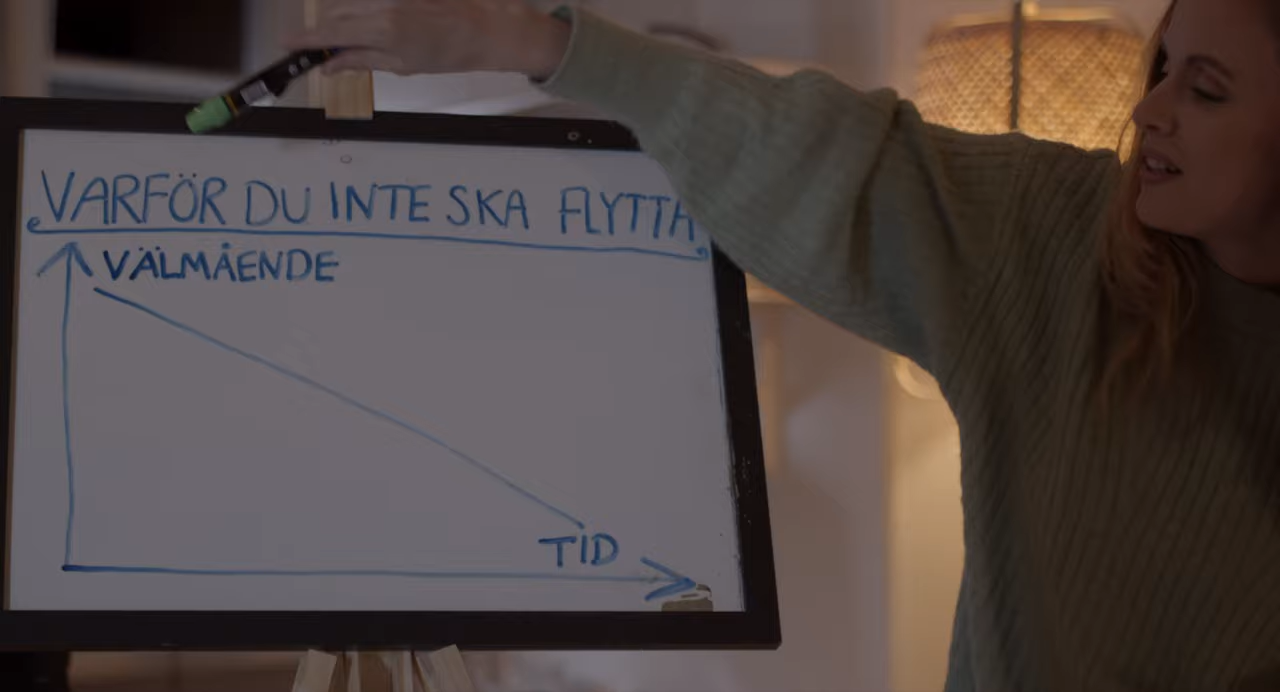 VARFÖR DU INTE SKA FLYTTA
VÄLMÅENDE
TID